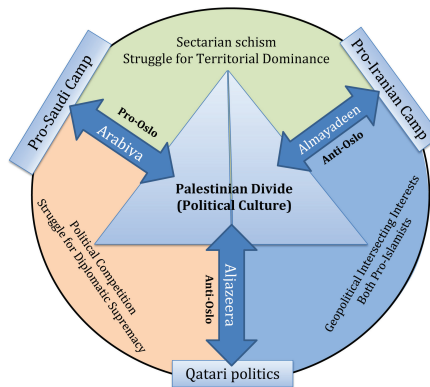 Sectarian schism
Struggle for Territorial Dominance
Pro-Saudi Camp
Pro-Iranian Camp
Pro-Oslo
Arabiya
Almayadeen
Anti-Oslo
Palestinian Divide
(Political Culture)
Political Competition
Struggle for Diplomatic Supremacy
Anti-Oslo
Aljazeera
Geopolitical Intersecting Interests
Both Pro-Islamists
Qatari politics